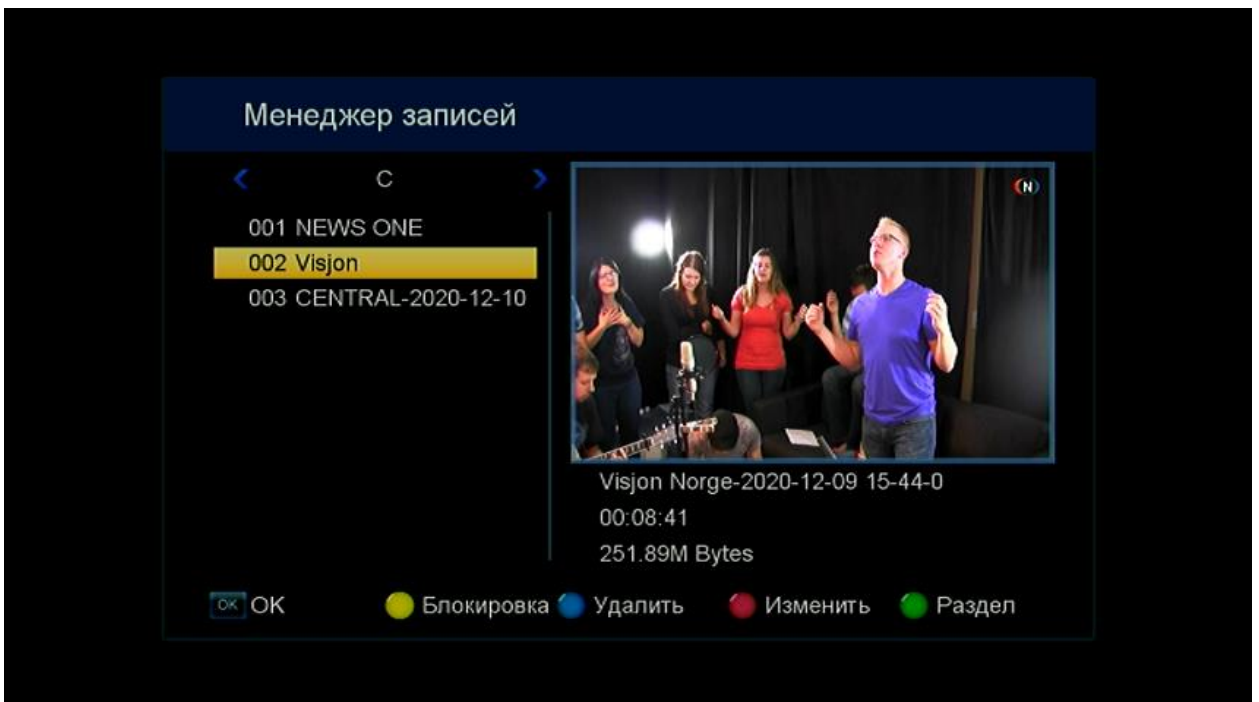 Менеджер записей
C
001 NEWS ONE
002 Visjon
003 CENTRAL-2020-12-10
(N)
Visjon Norge-2020-12-09 15-44-0
00:08:41
251.89M Bytes
OK OK Блокировка Удалить Изменить Раздел